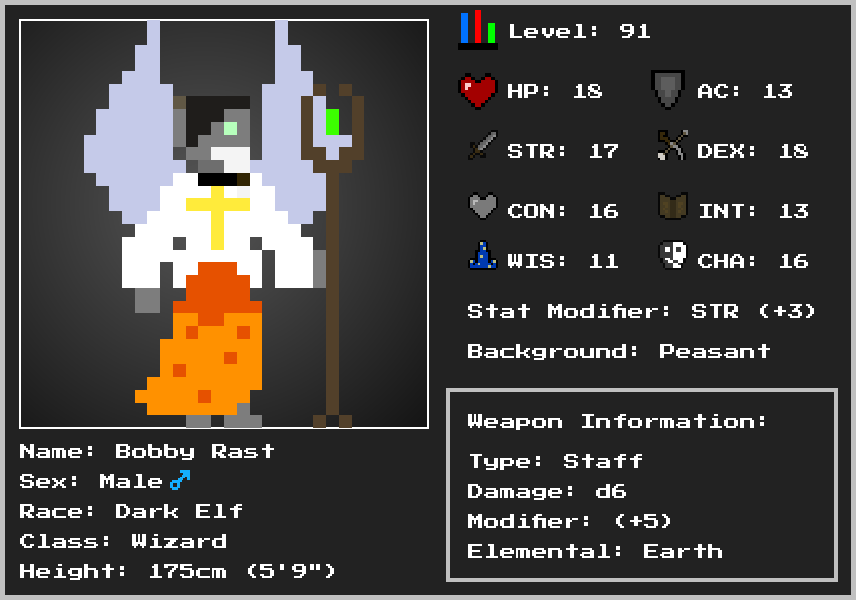 Level: 91
HP: 18
AC: 13
STR: 17
DEX: 18
CON: 16
INT: 13
WIS: 11
CHA: 16
Stat Modifier: STR (+3)
Background: Peasant
Weapon Information:
Type: Staff
Damage: d6
Modifier: (+5)
Elemental: Earth
Name: Bobby Rast
Sex: Male♂
Race: Dark Elf
Class: Wizard
Height: 175cm (5'9")